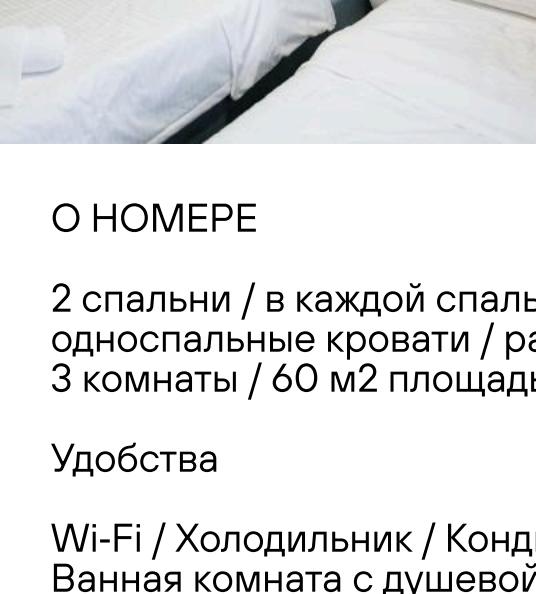 О НОМЕРЕ
2 спальни / в каждой
односпальные кровати /
3 комнаты / 60 м2
Удобства
Wi-Fi / Холодильник /
Ванная комната с душевой